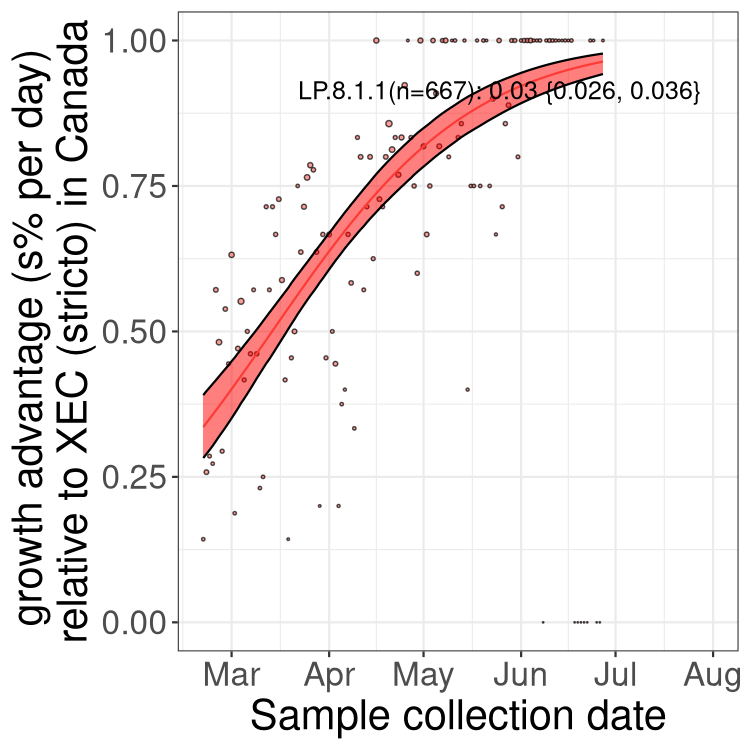 growth advantage (s% per day)
relative to XEC (stricto) in Canada
1.00
0.75
0.50
0.25
0.00
LP.8.1.1(n=667): 0.03 {0.026, 0.036}
Mar Apr May Jun Jul Aug
Sample collection date